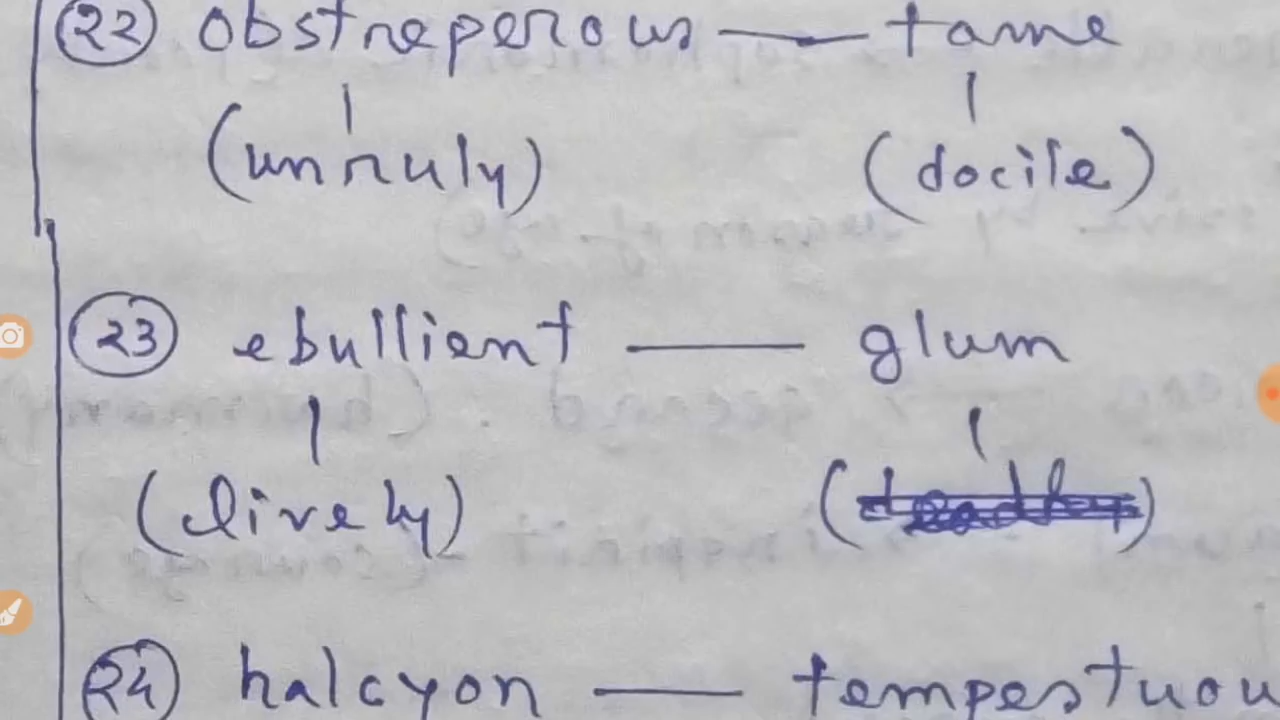 22 obstreperous — tame
(unruly) (docile)
23 ebullient — glum
(lively) ( )
24 halcyon — tempestuou